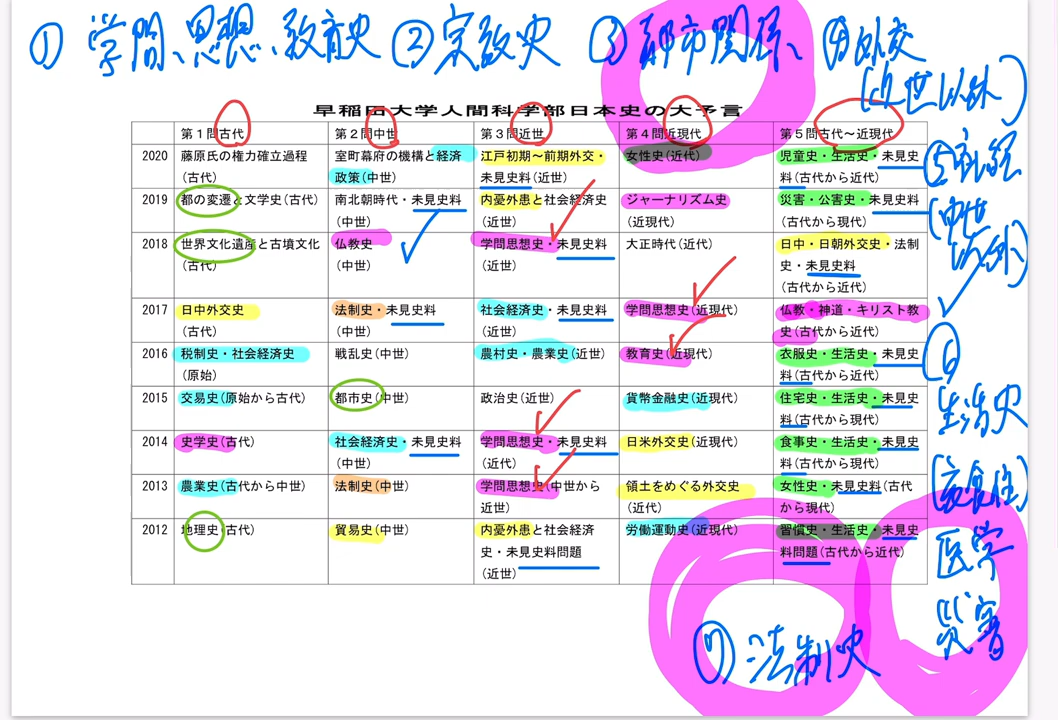 ① 学問、思想、教育史 ② 宗教史 ③ 都市関係、④ 外交
(近世以外)
早稲田大学人間科学部日本史の大予言
第1問古代 第2問中世 第3問近世 第4問近現代 第5問古代〜近現代
2020 藤原氏の権力確立過程 室町幕府の機構と経済 江戸初期〜前期外交・ 女性史(近代) 児童史・生活史・未見史
(古代) 政策(中世) 未見史料(近世) 料(古代から近代)
⑤
2019 都の変遷と文学史(古代) 南北朝時代・未見史料 内憂外患と社会経済史 ジャーナリズム史 災害・公害史・未見史料
(中世) (近世) (近現代) (古代から現代)
(中世以外)
2018 世界文化遺産と古墳文化 仏教史 学問思想史・未見史料 大正時代(近代) 日中・日朝外交史・法制
(古代) (中世) (近世) 史・未見史料
(古代から近代)
2017 日中外交史 法制史・未見史料 社会経済史・未見史料 学問思想史(近現代) 仏教・神道・キリスト教
(古代) (中世) (近世) 史(古代から近代)
2016 税制史・社会経済史 戦乱史(中世) 農村史・農業史(近世) 教育史(近現代) 衣服史・生活史・未見史
(原始) 料(古代から近代)
⑥
2015 交易史(原始から古代) 都市史(中世) 政治史(近世) 貨幣金融史(近現代) 住宅史・生活史・未見史
料(古代から現代)
生活史
2014 史学史(古代) 社会経済史・未見史料 学問思想史・未見史料 日米外交史(近現代) 食事史・生活史・未見史
(中世) (近代) 料(古代から現代)
(衣食住)
2013 農業史(古代から中世) 法制史(中世) 学問思想史(中世から 領土をめぐる外交史 女性史・未見史料(古代
近世) (近代) から現代)
2012 地理史(古代) 貿易史(中世) 内憂外患と社会経済 労働運動史(近現代) 習慣史・生活史・未見史
史・未見史料問題 料問題(古代から近代)
(近世)
医学
災害
⑦ 法制史